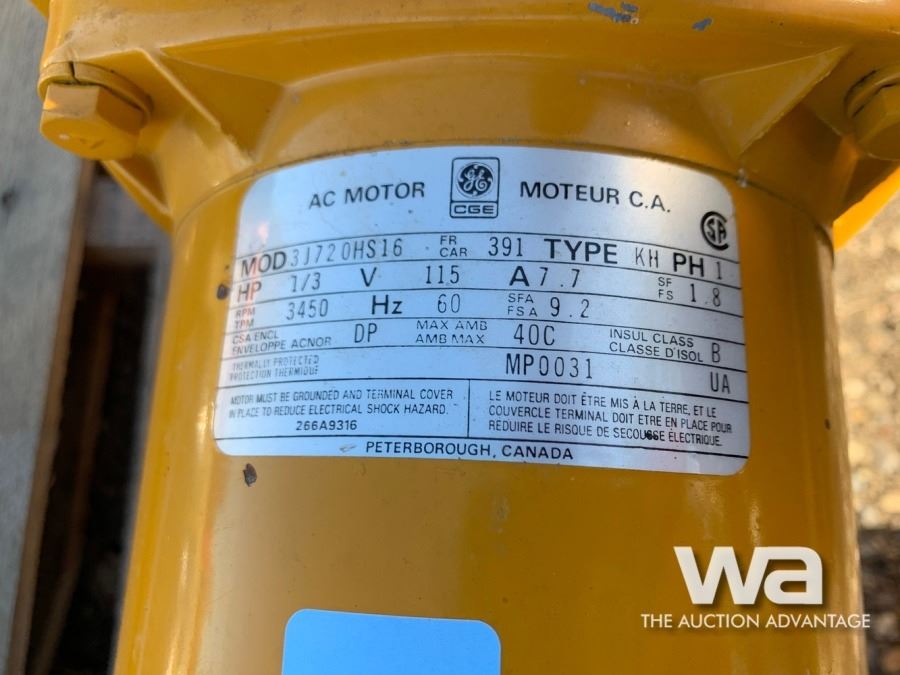 AC MOTOR GE CGE MOTEUR C.A.
SA
MOD 3J720HS16 FR CAR 391 TYPE KH PH 1
HP 1/3 V 115 A 7.7 SF FS 1.8
RPM TPM 3450 Hz 60 SFA FSA 9.2
CSA ENCL ENVELOPPE ACNOR DP MAX AMB AMB MAX 40C INSUL CLASS CLASSE D'ISOL B
THERMALLY PROTECTED
PROTECTION THERMIQUE
MP0031 UA
MOTOR MUST BE GROUNDED AND TERMINAL COVER
IN PLACE TO REDUCE ELECTRICAL SHOCK HAZARD.
266A9316
LE MOTEUR DOIT ÊTRE MIS À LA TERRE, ET LE
COUVERCLE TERMINAL DOIT ETRE EN PLACE POUR
RÉDUIRE LE RISQUE DE SECOUSSE ÉLECTRIQUE.
PETERBOROUGH, CANADA
wa
THE AUCTION ADVANTAGE